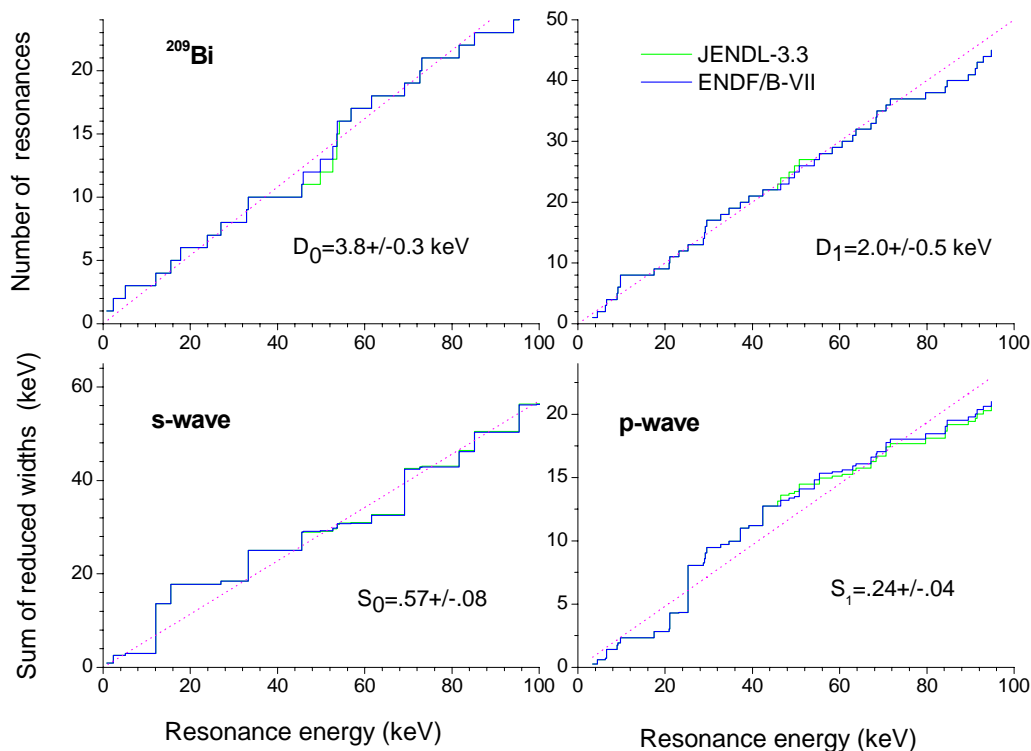 ²⁰⁹Bi
Number of resonances
20
15
10
5
0
0 20 40 60 80 100
D₀=3.8+/-0.3 keV
50
40
30
20
10
0
0 20 40 60 80 100
JENDL-3.3
ENDF/B-VII
D1=2.0+/-0.5 keV
Sum of reduced widths (keV)
60
40
20
0
0 20 40 60 80 100
s-wave
S₀=.57+/-.08
Resonance energy (keV)
20
15
10
5
0
0 20 40 60 80 100
p-wave
S₁=.24+/-.04
Resonance energy (keV)